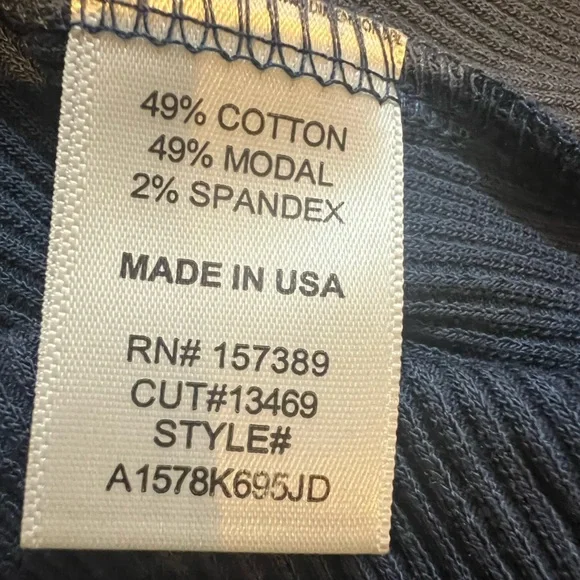 49% COTTON
49% MODAL
2% SPANDEX
MADE IN USA
RN# 157389
CUT#13469
STYLE#
A1578K695JD